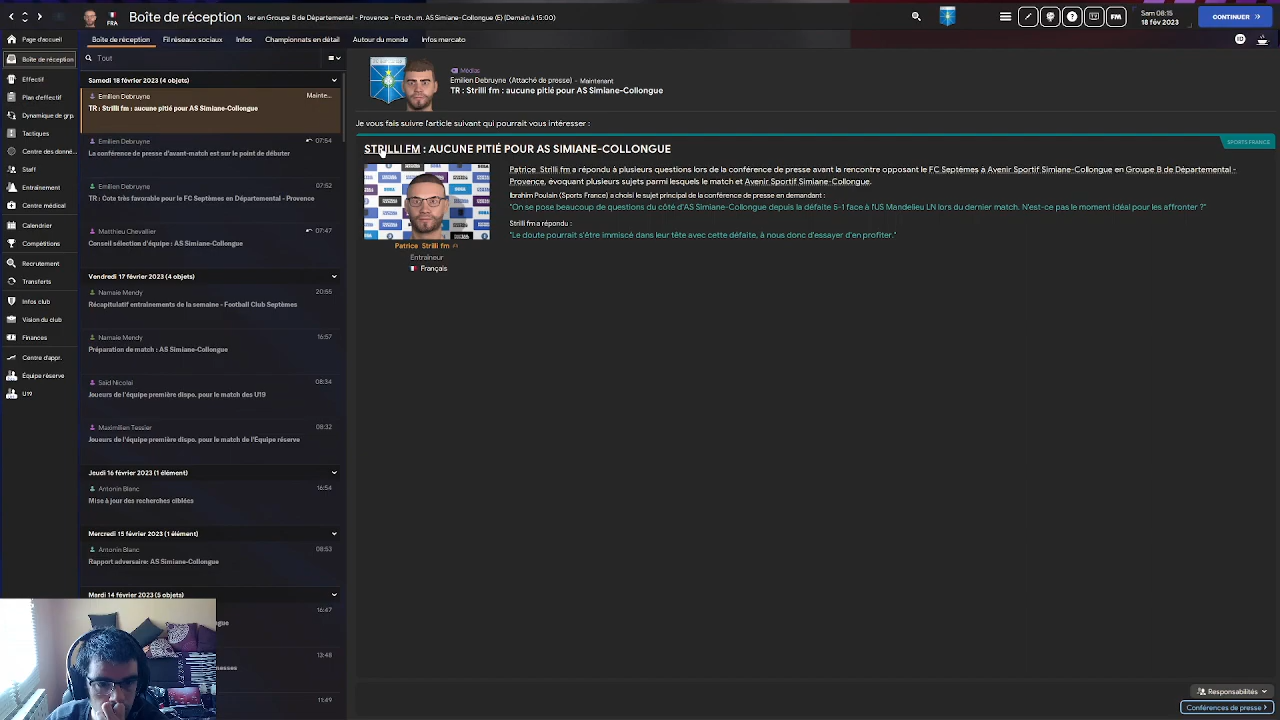 FRA
Boîte de réception
1er en Groupe B de Départemental - Provence - Proch. m. AS Simiane-Collongue (E) (Demain à 15:00)
FM
Sam 08:15
18 fév 2023
CONTINUER
Page d'accueil
Boîte de réception
Effectif
Plan d'effectif
Dynamique de grp.
Tactiques
Centre des donné...
Staff
Entraînement
Centre médical
Calendrier
Compétitions
Recrutement
Transferts
Infos club
Vision du club
Finances
Centre d'appr.
Équipe réserve
U19
Boîte de réception
Fil réseaux sociaux
Infos
Championnats en détail
Autour du monde
Infos mercato
Tout
Samedi 18 février 2023 (4 objets)
Emilien Debruyne
Mainte...
TR : Strilli fm : aucune pitié pour AS Simiane-Collongue
Emilien Debruyne
07:54
La conférence de presse d'avant-match est sur le point de débuter
Emilien Debruyne
07:52
TR : Cote très favorable pour le FC Septèmes en Départemental - Provence
Matthieu Chevallier
07:47
Conseil sélection d'équipe : AS Simiane-Collongue
Vendredi 17 février 2023 (4 objets)
Namaie Mendy
20:55
Récapitulatif entraînements de la semaine - Football Club Septèmes
Namaie Mendy
16:57
Préparation de match : AS Simiane-Collongue
Saïd Nicolaï
08:34
Joueurs de l'équipe première dispo. pour le match des U19
Maximilien Tessier
08:32
Joueurs de l'équipe première dispo. pour le match de l'Équipe réserve
Jeudi 16 février 2023 (1 élément)
Antonin Blanc
16:54
Mise à jour des recherches ciblées
Mercredi 15 février 2023 (1 élément)
Antonin Blanc
08:53
Rapport adversaire: AS Simiane-Collongue
Mardi 14 février 2023 (5 objets)
16:47
13:48
11:49
Médias
Emilien Debruyne (Attaché de presse) - Maintenant
TR : Strilli fm : aucune pitié pour AS Simiane-Collongue
Je vous fais suivre l'article suivant qui pourrait vous intéresser :
STRILLI FM : AUCUNE PITIÉ POUR AS SIMIANE-COLLONGUE
SPORTS FRANCE
Patrice Strilli fm
Entraîneur
Français
Patrice Strilli fm a répondu à plusieurs questions lors de la conférence de presse avant la rencontre
Provence, évoquant plusieurs sujets parmi lesquels le match et Avenir Sportif Simiane-Collongue.
Ibrahim Poulain (Sports France) a choisi le sujet principal de la conférence de presse en demandant :
"On se pose beaucoup de questions du côté d'AS Simiane-Collongue depuis la défaite 5-1 face à l'US Mandelieu LN lors du dernier match. N'est-ce pas le moment idéal pour les affronter ?"
Strilli fm a répondu :
"Le doute pourrait s'être immiscé dans leur tête avec cette défaite, à nous donc d'essayer d'en profiter."
Responsabilités
Conférences de presse